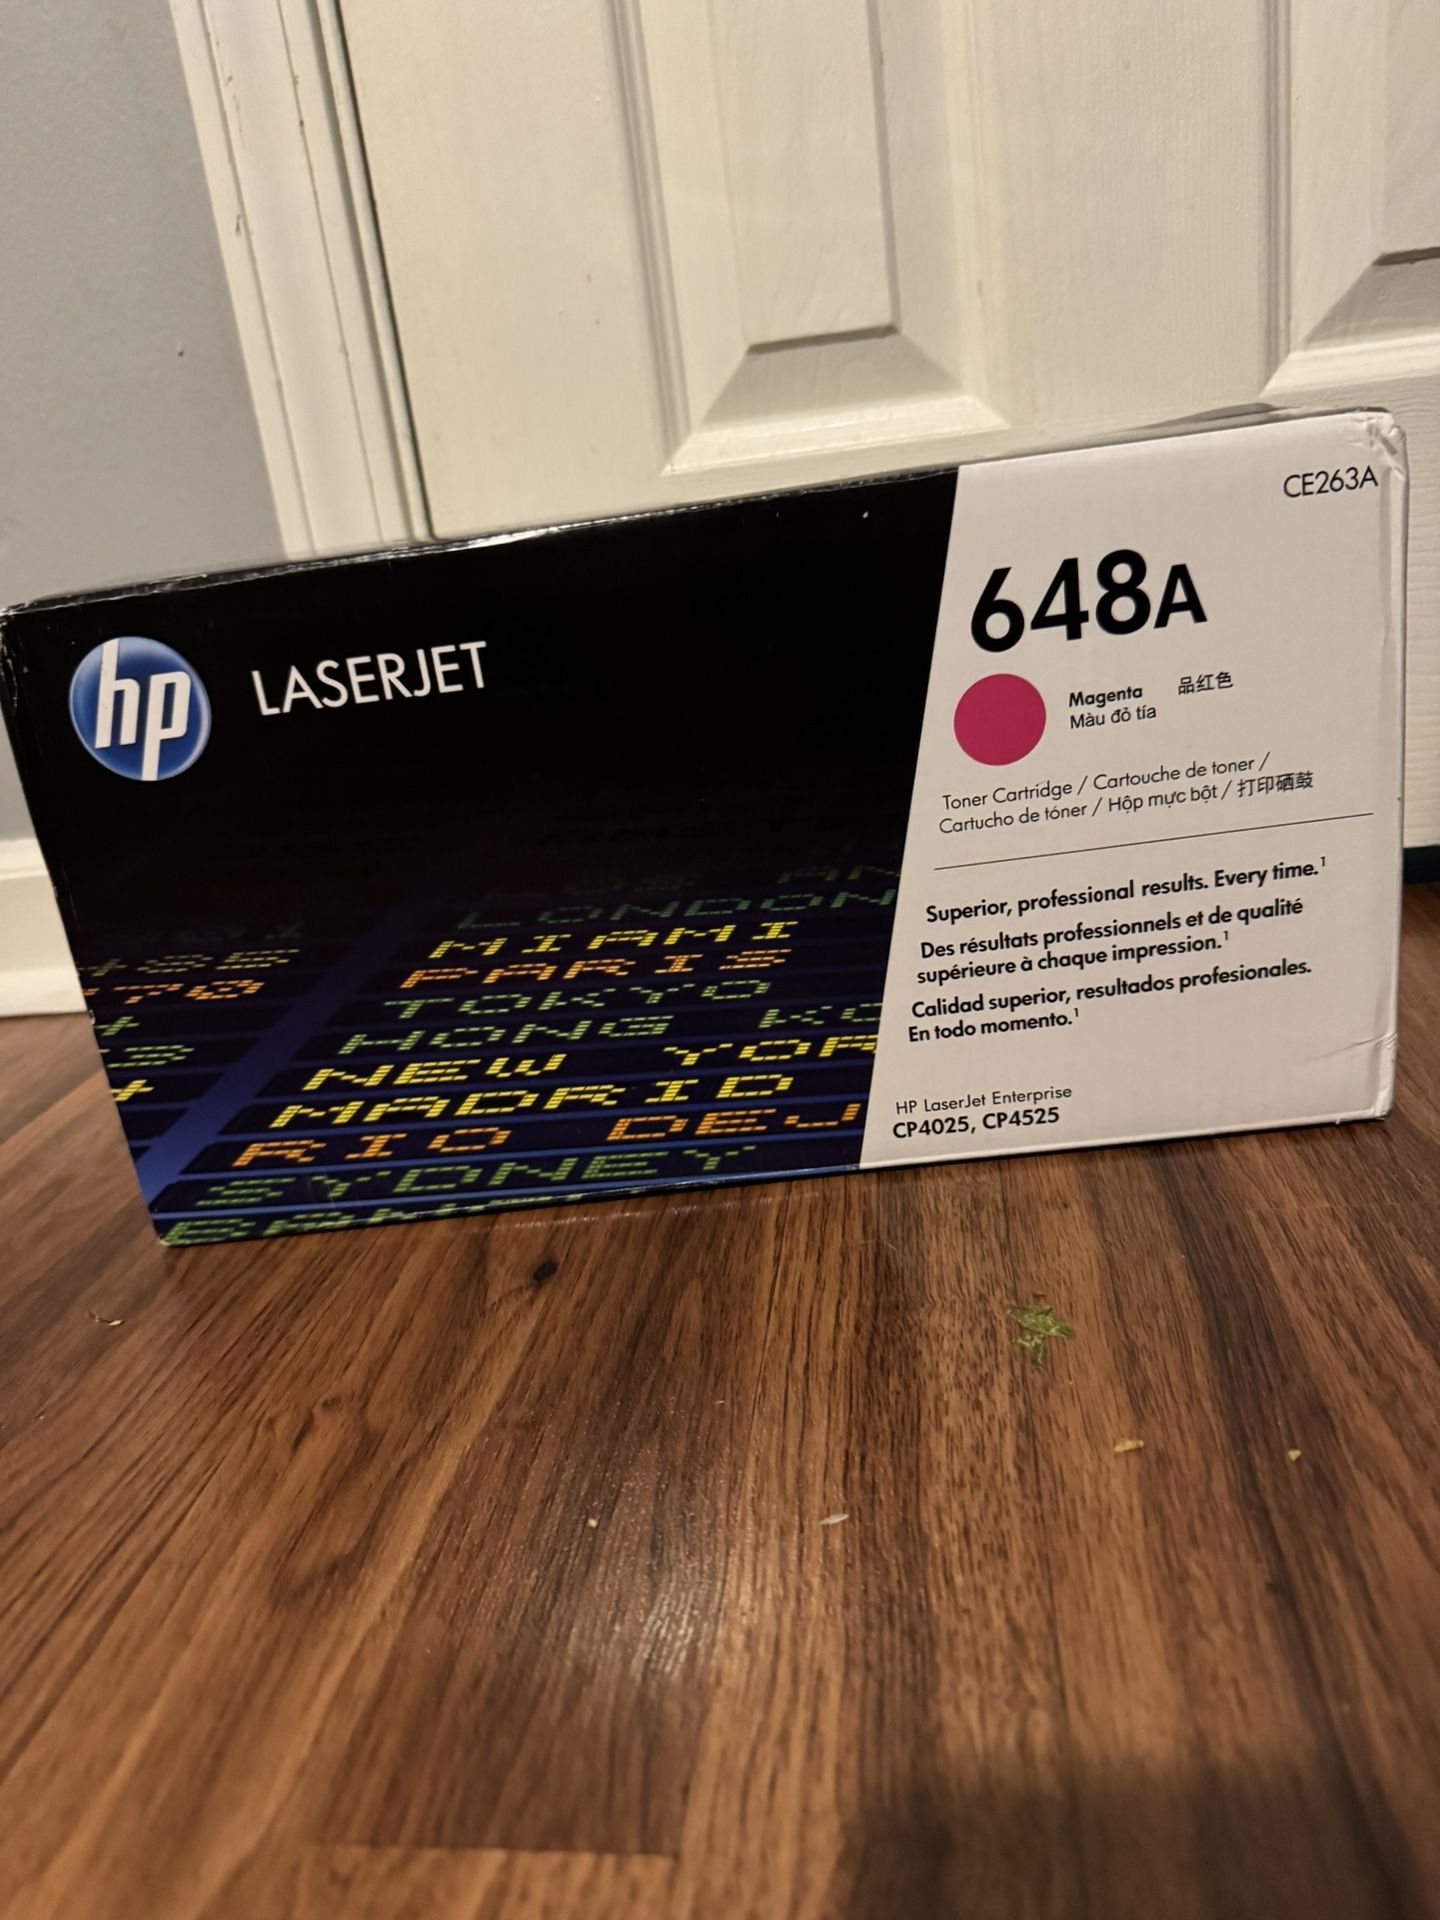 CE263A
648A
hp LASERJET
Magenta 品红色
Màu đỏ tía
Toner Cartridge / Cartouche de toner /
Cartucho de tóner / Hộp mực bột / 打印硒鼓
Superior, professional results. Every time.¹
Des résultats professionnels et de qualité
supérieure à chaque impression.¹
Calidad superior, resultados profesionales.
En todo momento.¹
HP LaserJet Enterprise
CP4025, CP4525
LONDON
MIAMI
PARIS
TOKYO
HONG KO
NEW YOR
MADRID
RIO DEJ
SYDNEY